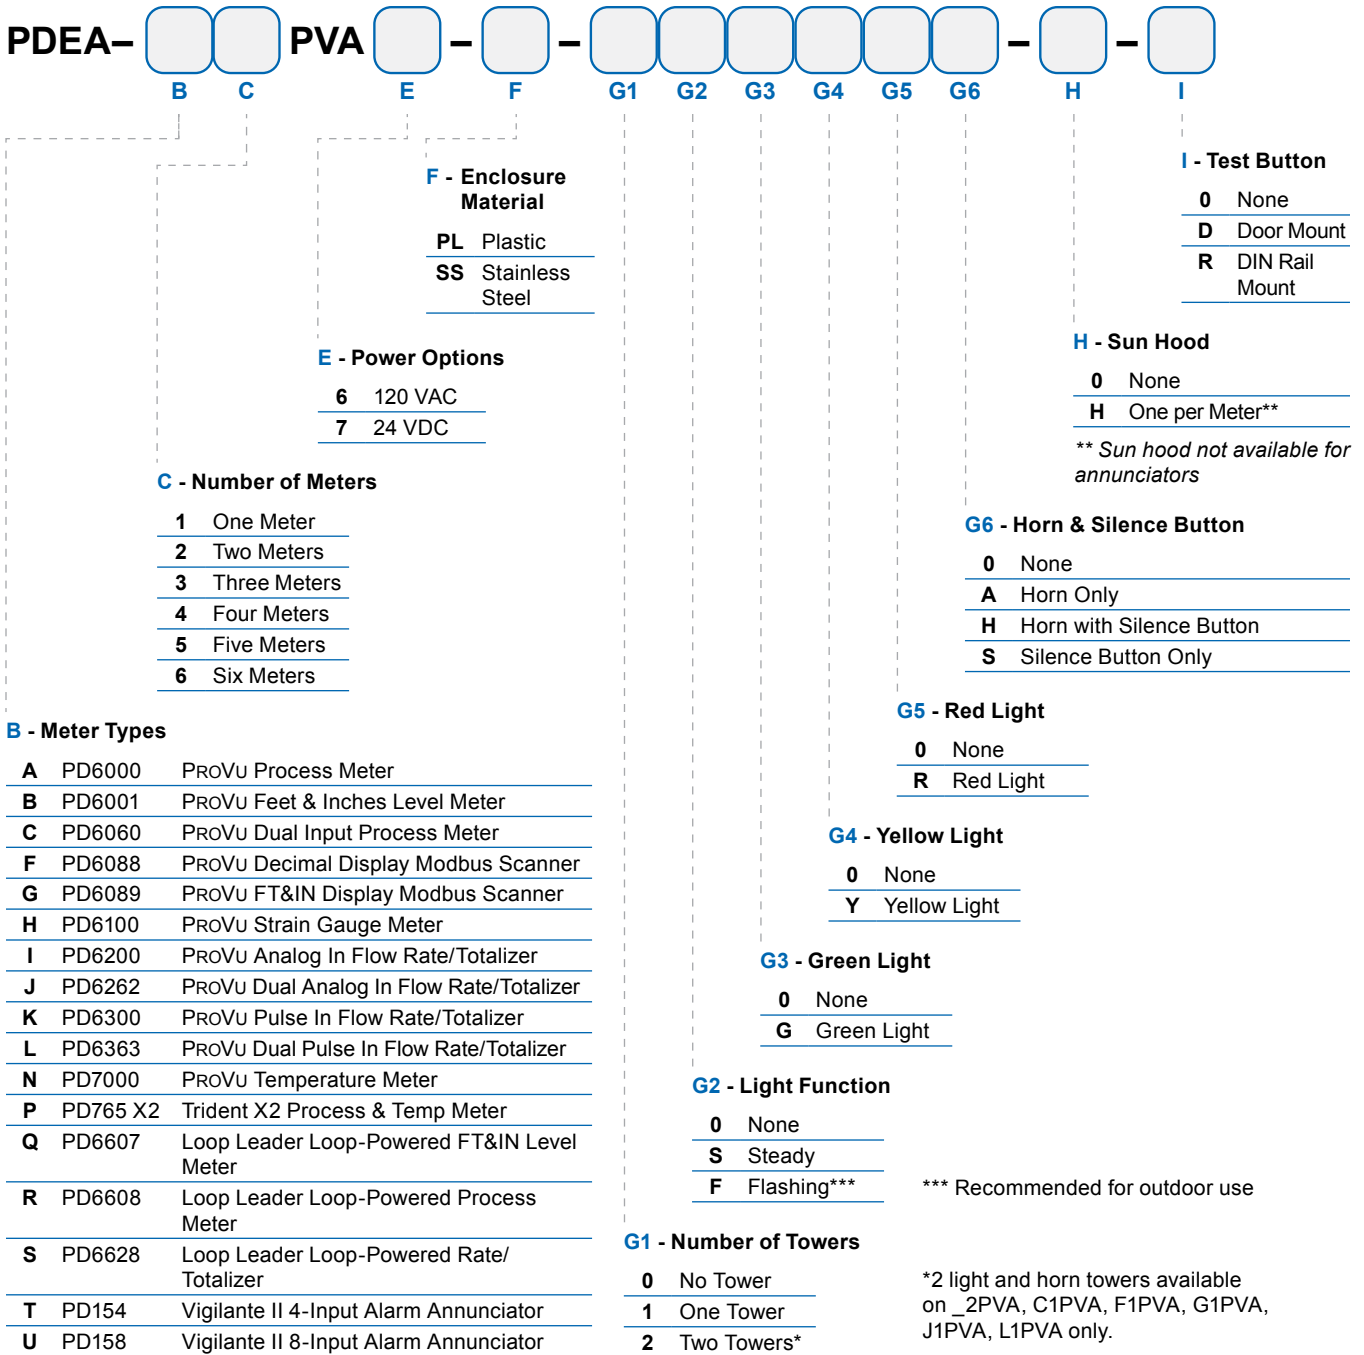 PDEA– PVA – – – –
B C E F G1 G2 G3 G4 G5 G6 H I
I - Test Button
0 None
D Door Mount
R DIN Rail
Mount
F - Enclosure
Material
PL Plastic
SS Stainless
Steel
H - Sun Hood
0 None
H One per Meter**
** Sun hood not available for
annunciators
E - Power Options
6 120 VAC
7 24 VDC
C - Number of Meters
1 One Meter
2 Two Meters
3 Three Meters
4 Four Meters
5 Five Meters
6 Six Meters
G6 - Horn & Silence Button
0 None
A Horn Only
H Horn with Silence Button
S Silence Button Only
G5 - Red Light
0 None
R Red Light
B - Meter Types
A PD6000 PROVU Process Meter
B PD6001 PROVU Feet & Inches Level Meter
C PD6060 PROVU Dual Input Process Meter
F PD6088 PROVU Decimal Display Modbus Scanner
G PD6089 PROVU FT&IN Display Modbus Scanner
H PD6100 PROVU Strain Gauge Meter
I PD6200 PROVU Analog In Flow Rate/Totalizer
J PD6262 PROVU Dual Analog In Flow Rate/Totalizer
K PD6300 PROVU Pulse In Flow Rate/Totalizer
L PD6363 PROVU Dual Pulse In Flow Rate/Totalizer
N PD7000 PROVU Temperature Meter
P PD765 X2 Trident X2 Process & Temp Meter
Q PD6607 Loop Leader Loop-Powered FT&IN Level
Meter
R PD6608 Loop Leader Loop-Powered Process
Meter
S PD6628 Loop Leader Loop-Powered Rate/
Totalizer
T PD154 Vigilante II 4-Input Alarm Annunciator
U PD158 Vigilante II 8-Input Alarm Annunciator
G4 - Yellow Light
0 None
Y Yellow Light
G3 - Green Light
0 None
G Green Light
G2 - Light Function
0 None
S Steady
F Flashing***
*** Recommended for outdoor use
G1 - Number of Towers
0 No Tower
1 One Tower
2 Two Towers*
*2 light and horn towers available
on _2PVA, C1PVA, F1PVA, G1PVA,
J1PVA, L1PVA only.